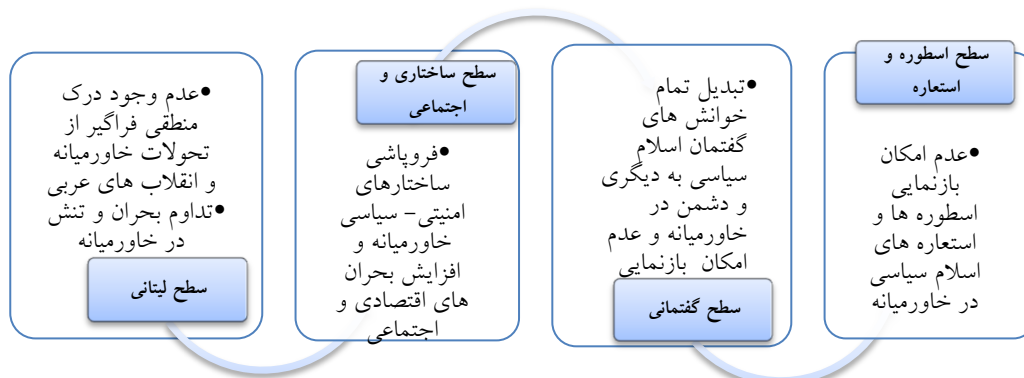 •عدم وجود درک
منطقی فراگیر از
تحولات خاورمیانه
و انقلاب های عربی
•تداوم بحران و تنش
در خاورمیانه
سطح لیتانی
سطح ساختاری و
اجتماعی
•فروپاشی
ساختارهای
امنیتی- سیاسی
خاورمیانه و
افزایش بحران
های اقتصادی و
اجتماعی
•تبدیل تمام
خوانش های
گفتمان اسلام
سیاسی به دیگری
و دشمن در
خاورمیانه و عدم
امکان بازنمایی
سطح گفتمانی
سطح اسطوره و
استعاره
•عدم امکان
بازنمایی
اسطوره ها و
استعاره های
اسلام سیاسی
در خاورمیانه